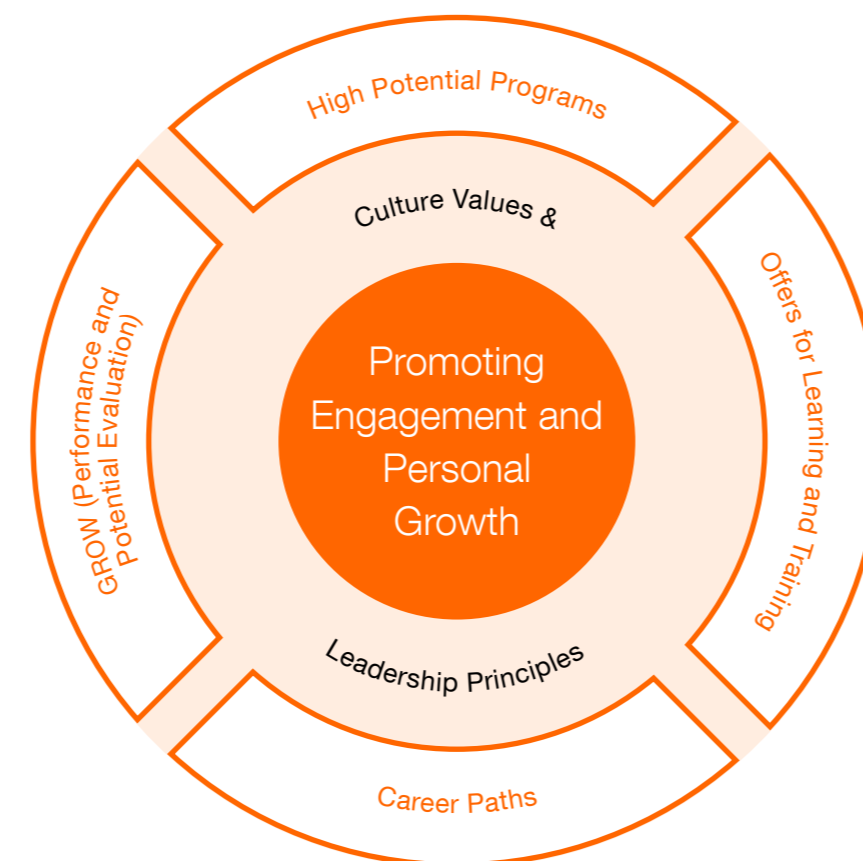 High Potential Programs
Culture Values &
Promoting
Engagement and
Personal
Growth
Leadership Principles
Offers for Learning and Training
Career Paths
GROW (Performance and
Potential Evaluation)